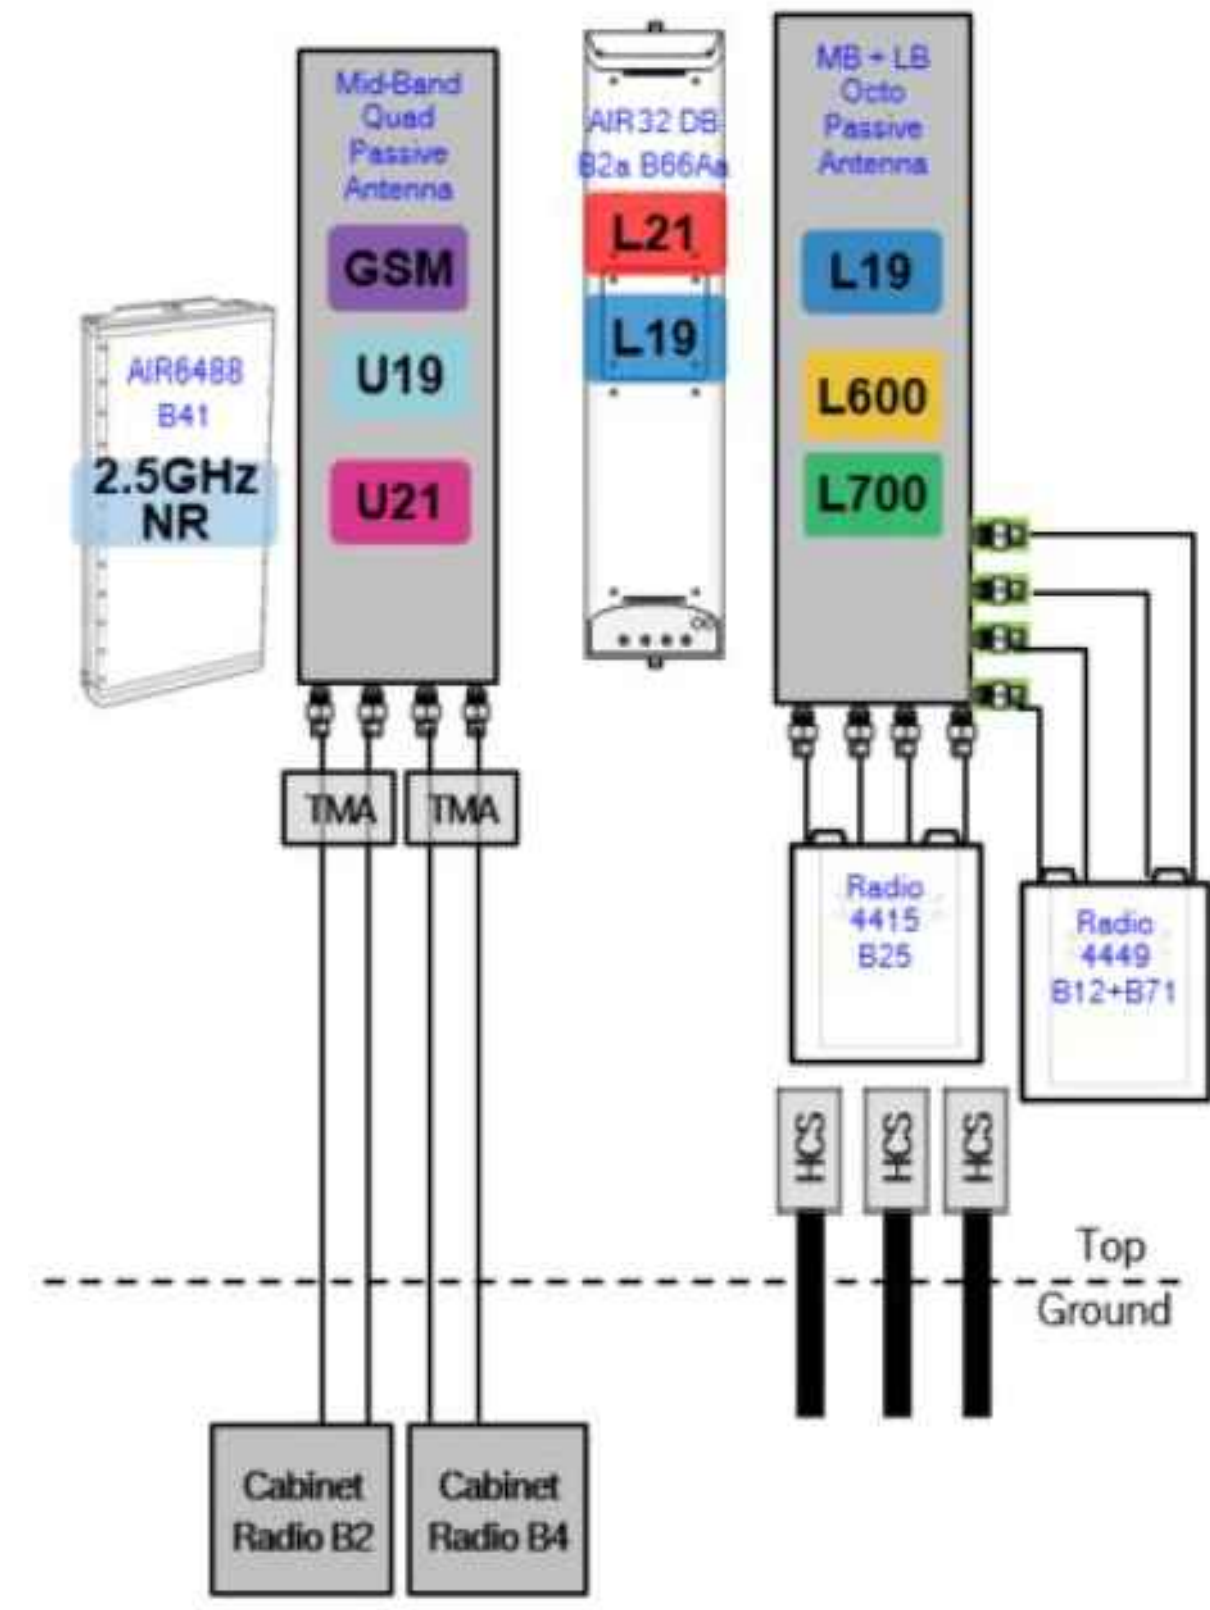 Mid-Band
Quad
Passive
Antenna
GSM
U19
U21
AIR32 DB
B2a B66Aa
L21
L19
MB + LB
Octo
Passive
Antenna
L19
L600
L700
AIR6488
B41
2.5GHz
NR
TMA
TMA
Radio
4415
B25
Radio
4449
B12+B71
HCS
HCS
HCS
Top
Ground
Cabinet
Radio B2
Cabinet
Radio B4